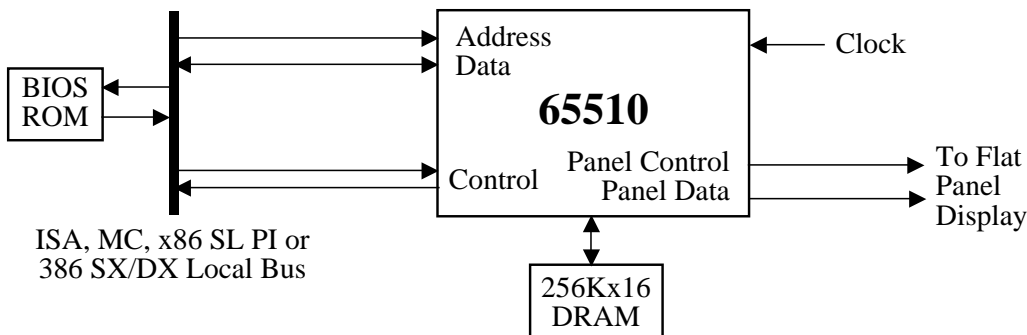 Address
Data
Clock
BIOS
ROM
65510
Panel Control
Panel Data
Control
To Flat
Panel
Display
ISA, MC, x86 SL PI or
386 SX/DX Local Bus
256Kx16
DRAM